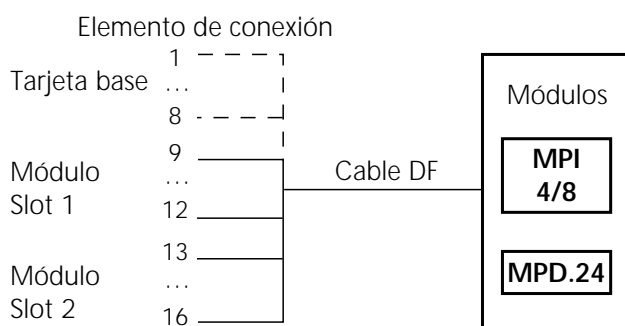 Elemento de conexión
Tarjeta base
1
...
8
Módulo
Slot 1
9
...
12
Módulo
Slot 2
13
...
16
Cable DF
Módulos
MPI
4/8
MPD.24